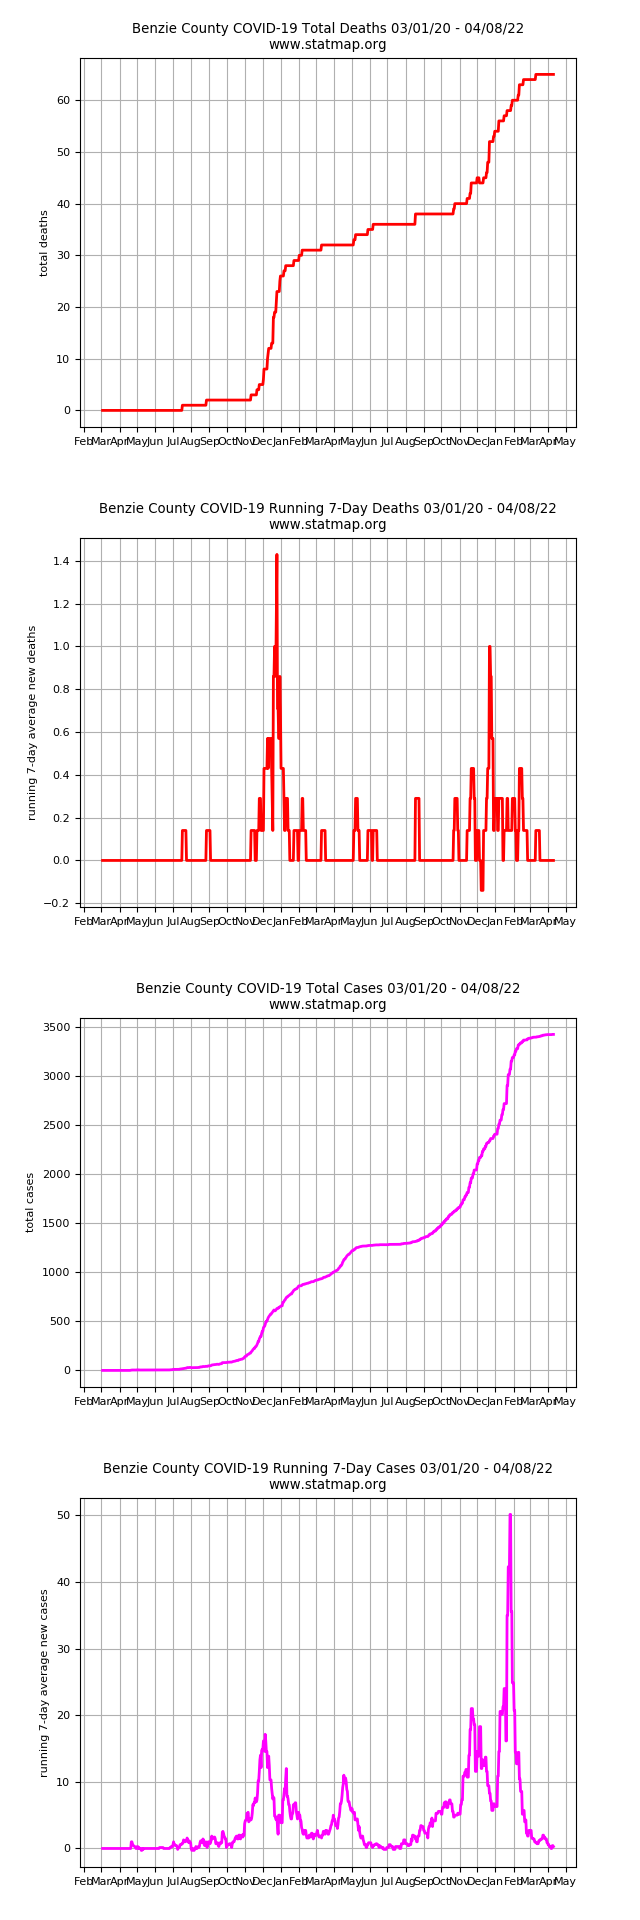 Benzie County COVID-19 Total Deaths 03/01/20 - 04/08/22
www.statmap.org
total deaths
60
50
40
30
20
10
0
Feb Mar Apr May Jun Jul Aug Sep Oct Nov Dec Jan Feb Mar Apr May Jun Jul Aug Sep Oct Nov Dec Jan Feb Mar Apr May
Benzie County COVID-19 Running 7-Day Deaths 03/01/20 - 04/08/22
www.statmap.org
running 7-day average new deaths
1.4
1.2
1.0
0.8
0.6
0.4
0.2
0.0
−0.2
Feb Mar Apr May Jun Jul Aug Sep Oct Nov Dec Jan Feb Mar Apr May Jun Jul Aug Sep Oct Nov Dec Jan Feb Mar Apr May
Benzie County COVID-19 Total Cases 03/01/20 - 04/08/22
www.statmap.org
total cases
3500
3000
2500
2000
1500
1000
500
0
Feb Mar Apr May Jun Jul Aug Sep Oct Nov Dec Jan Feb Mar Apr May Jun Jul Aug Sep Oct Nov Dec Jan Feb Mar Apr May
Benzie County COVID-19 Running 7-Day Cases 03/01/20 - 04/08/22
www.statmap.org
running 7-day average new cases
50
40
30
20
10
0
Feb Mar Apr May Jun Jul Aug Sep Oct Nov Dec Jan Feb Mar Apr May Jun Jul Aug Sep Oct Nov Dec Jan Feb Mar Apr May